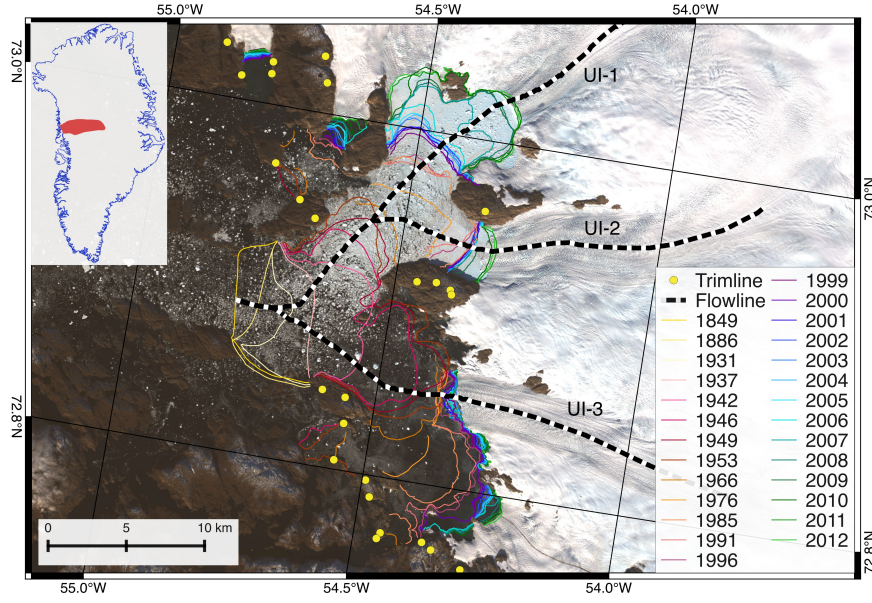 55.0°W 54.5°W 54.0°W
73.0°N
UI-1
73.0°N
UI-2
Trimline
Flowline
1849
1886
1931
1937
1942
1946
1949
1953
1966
1976
1985
1991
1996
1999
2000
2001
2002
2003
2004
2005
2006
2007
2008
2009
2010
2011
2012
UI-3
72.8°N
0 5 10 km
72.8°N
55.0°W 54.5°W 54.0°W